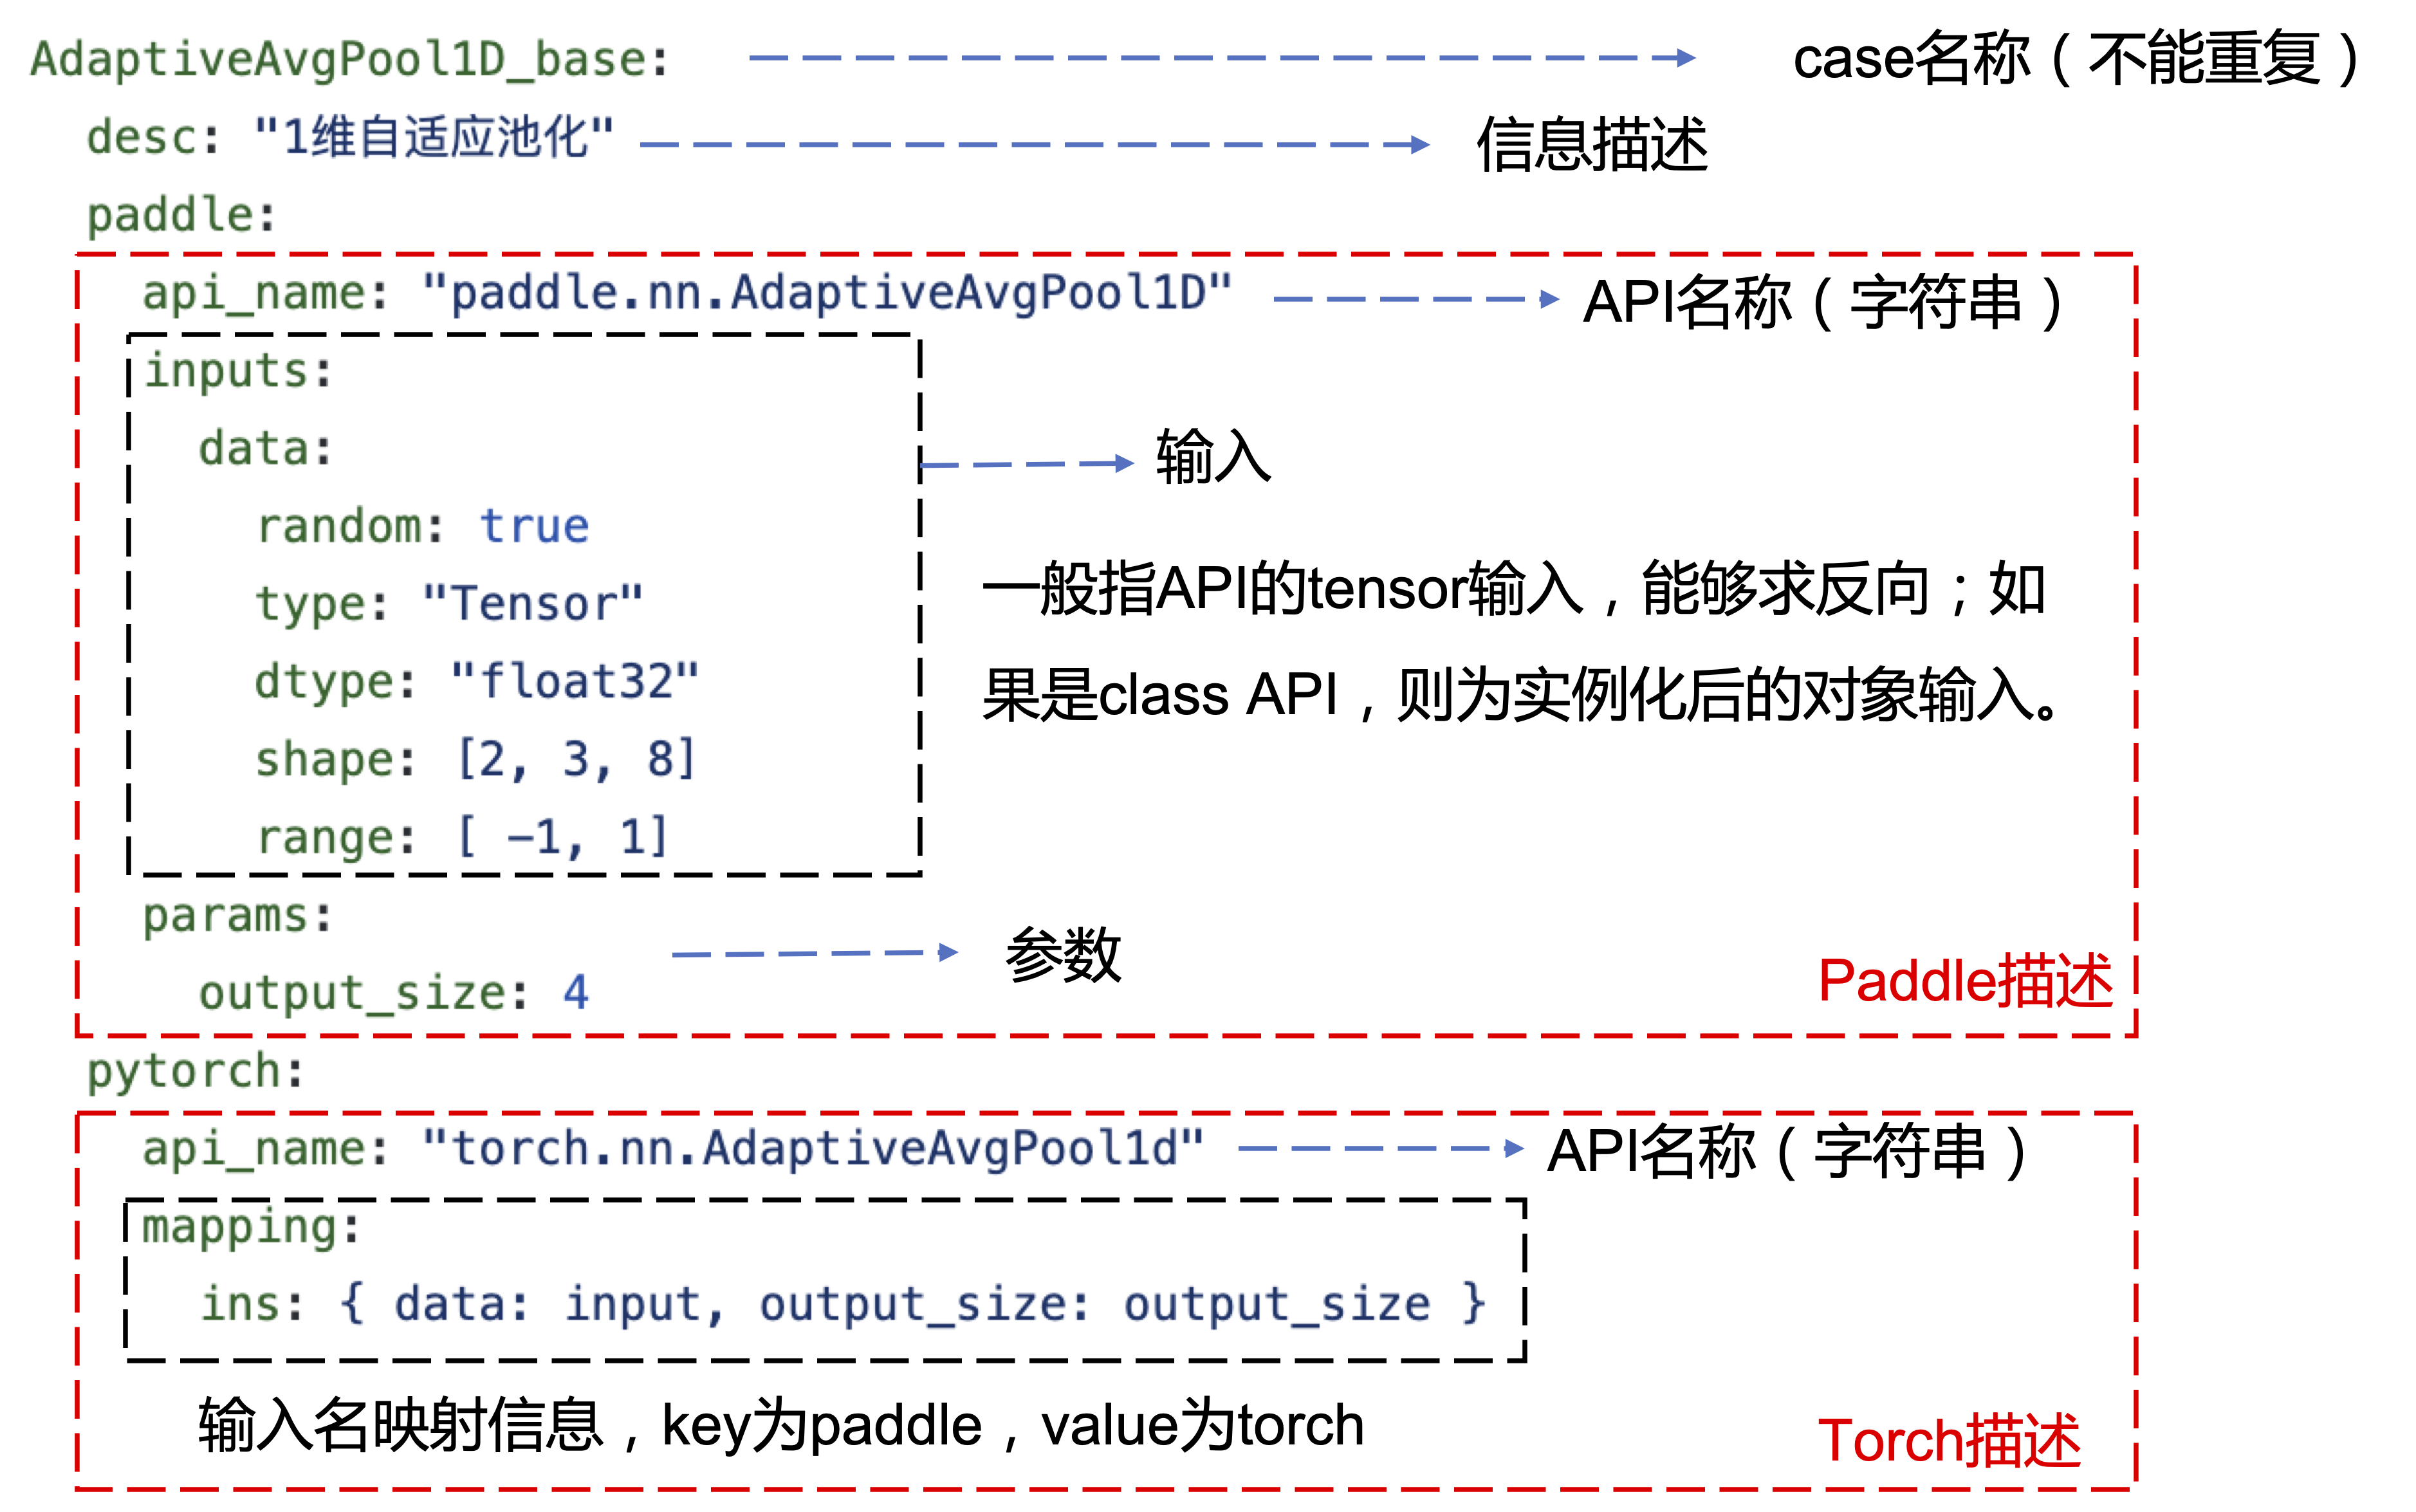 AdaptiveAvgPool1D_base:
case名称（不能重复）
desc: "1维自适应池化"
信息描述
paddle:
api_name: "paddle.nn.AdaptiveAvgPool1D"
API名称（字符串）
inputs:
data:
输入
random: true
type: "Tensor"
一般指API的tensor输入，能够求反向；如
dtype: "float32"
果是class API，则为实例化后的对象输入。
shape: [2, 3, 8]
range: [ -1, 1]
params:
参数
output_size: 4
Paddle描述
pytorch:
api_name: "torch.nn.AdaptiveAvgPool1d"
API名称（字符串）
mapping:
ins: { data: input, output_size: output_size }
输入名映射信息，key为paddle，value为torch
Torch描述